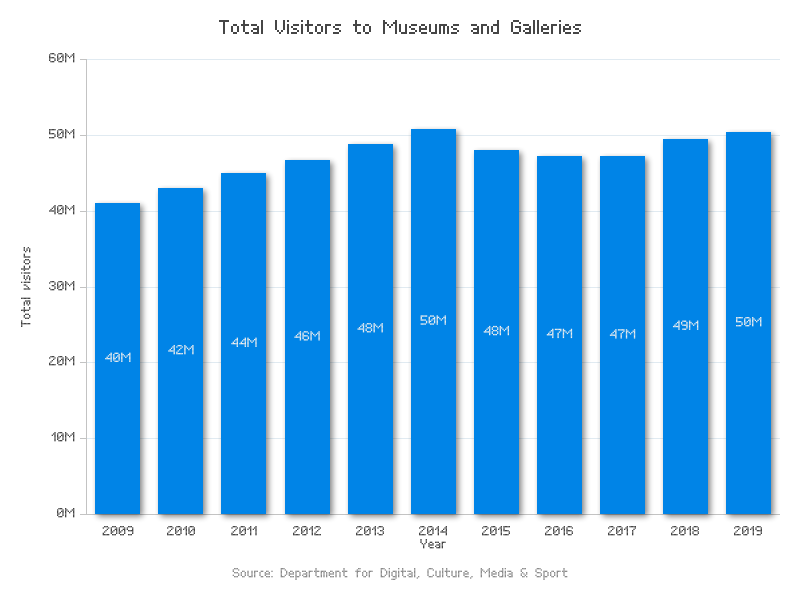 Total Visitors to Museums and Galleries
60M
50M
40M
30M
20M
10M
0M
Total visitors
40M
42M
44M
46M
48M
50M
48M
47M
47M
49M
50M
2009
2010
2011
2012
2013
2014
2015
2016
2017
2018
2019
Year
Source: Department for Digital, Culture, Media & Sport